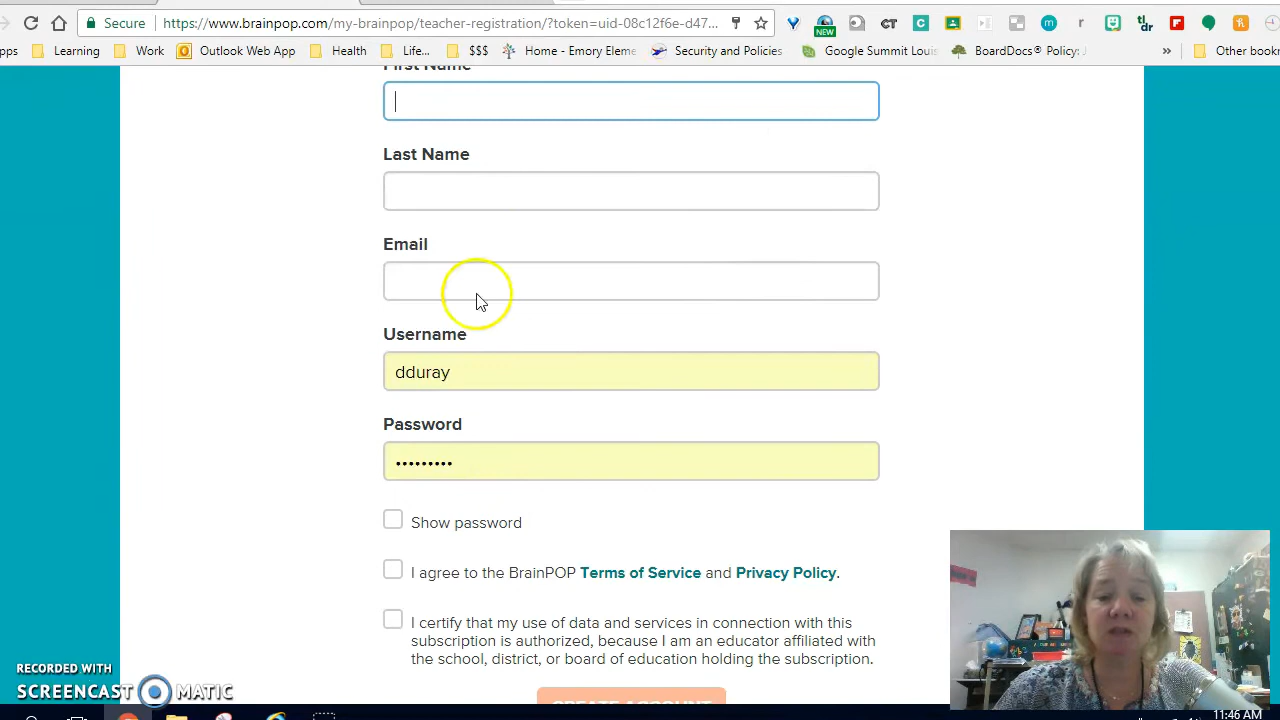 Secure https://www.brainpop.com/my-brainpop/teacher-registration/?token=uid-08c12f6e-d47...
Learning Work Outlook Web App Health Life... $$$ Home - Emory Eleme Security and Policies Google Summit Louis BoardDocs® Policy: » Other book
First Name
Last Name
Email
Username
dduray
Password
•••••••••
Show password
I agree to the BrainPOP Terms of Service and Privacy Policy.
I certify that my use of data and services in connection with this
subscription is authorized, because I am an educator affiliated with
the school, district, or board of education holding the subscription.
CREATE ACCOUNT
RECORDED WITH
SCREENCAST MATIC
11:46 AM